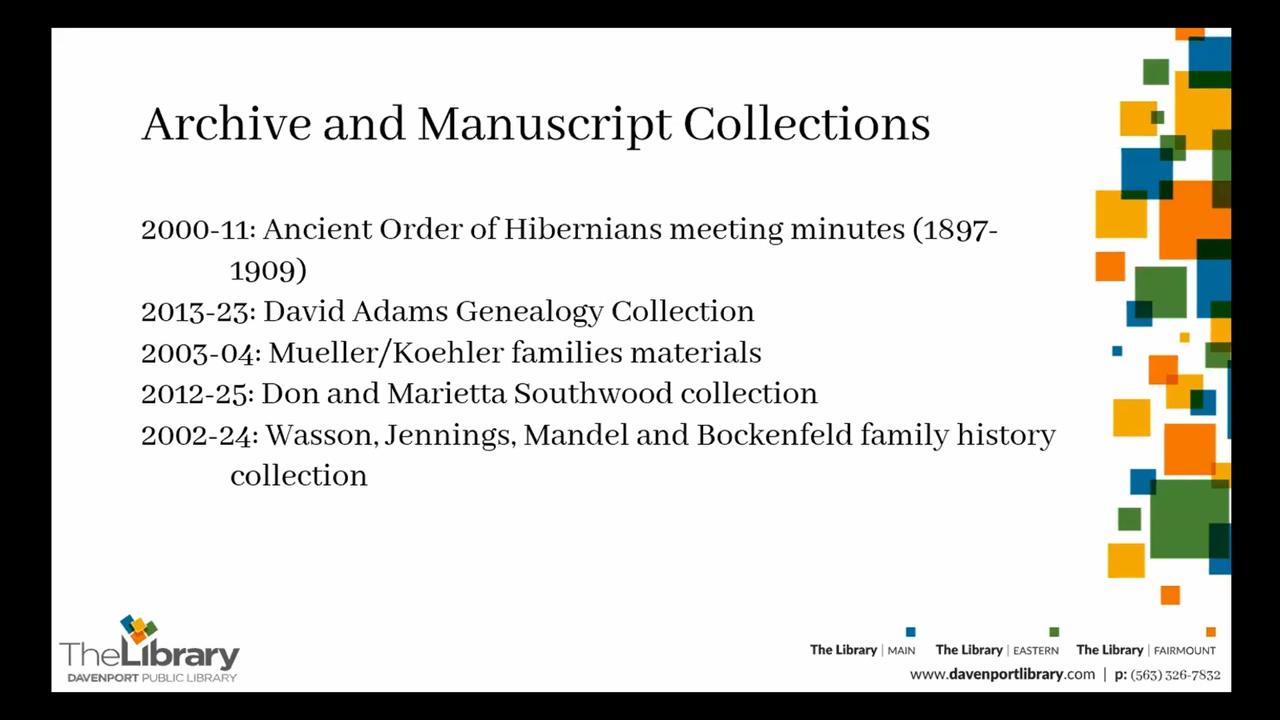 Archive and Manuscript Collections
2000-11: Ancient Order of Hibernians meeting minutes (1897-
1909)
2013-23: David Adams Genealogy Collection
2003-04: Mueller/Koehler families materials
2012-25: Don and Marietta Southwood collection
2002-24: Wasson, Jennings, Mandel and Bockenfeld family history
collection
TheLibrary
DAVENPORT PUBLIC LIBRARY
The Library | MAIN The Library | EASTERN The Library | FAIRMOUNT
www.davenportlibrary.com | p: (563) 326-7832